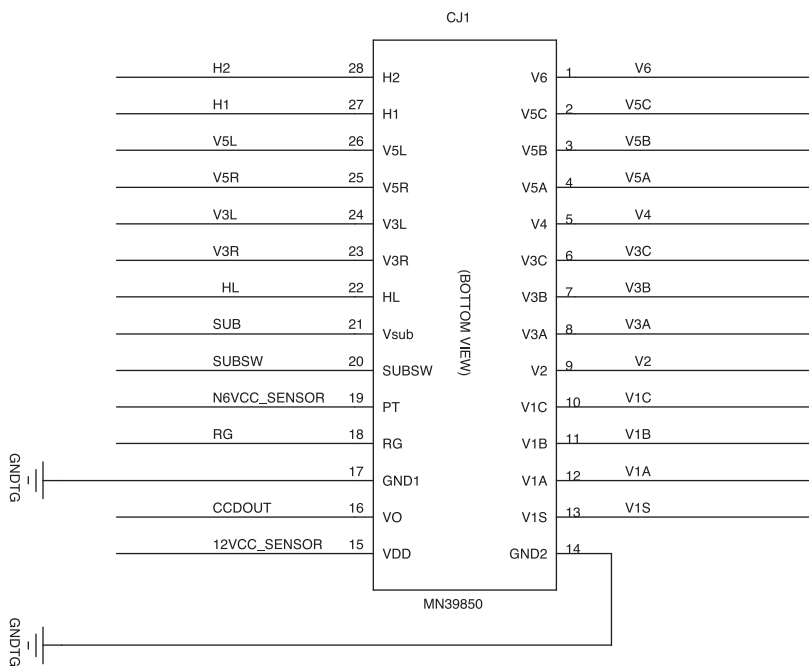 CJ1
H2 28 H2 V6 1 V6
H1 27 H1 V5C 2 V5C
V5L 26 V5L V5B 3 V5B
V5R 25 V5R V5A 4 V5A
V3L 24 V3L V4 5 V4
V3R 23 V3R V3C 6 V3C
HL 22 HL V3B 7 V3B
SUB 21 Vsub V3A 8 V3A
SUBSW 20 SUBSW V2 9 V2
N6VCC_SENSOR 19 PT V1C 10 V1C
RG 18 RG V1B 11 V1B
GNDTG 17 GND1 V1A 12 V1A
CCDOUT 16 VO V1S 13 V1S
12VCC_SENSOR 15 VDD GND2 14
(BOTTOM VIEW)
MN39850
GNDTG